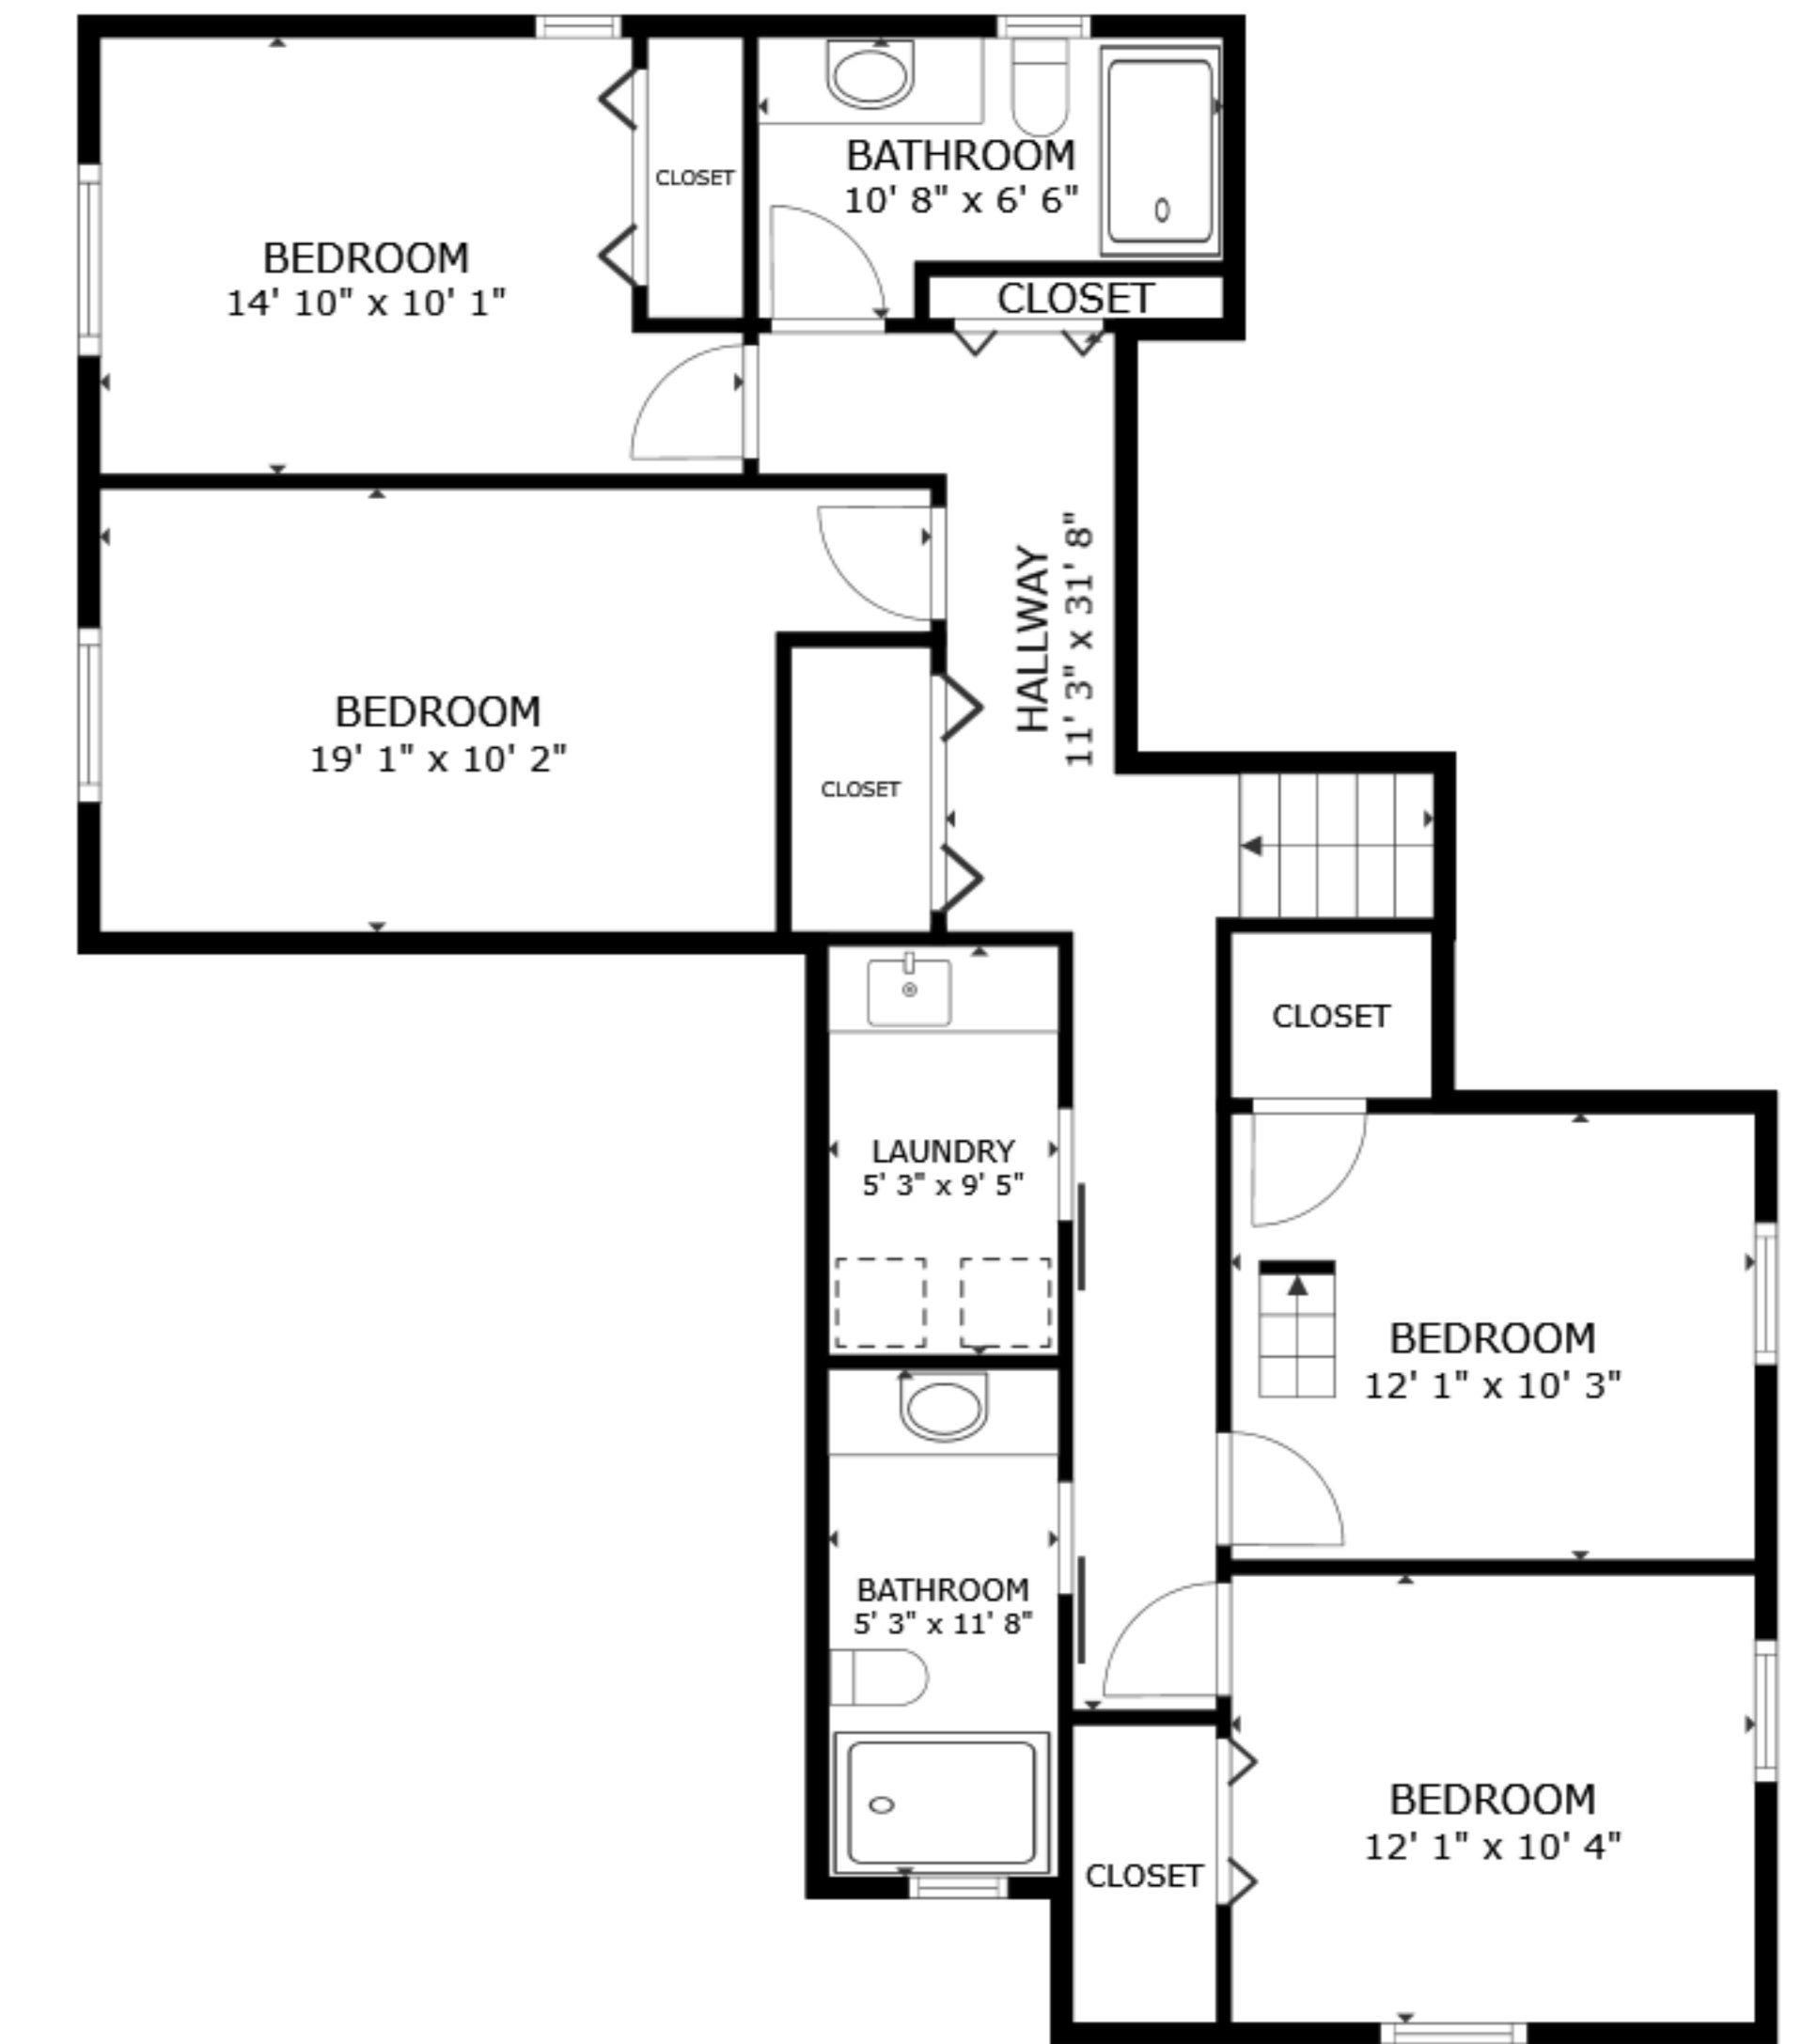 CLOSET
BATHROOM
10' 8" x 6' 6"
BEDROOM
14' 10" x 10' 1"
CLOSET
HALLWAY
11' 3" x 31' 8"
BEDROOM
19' 1" x 10' 2"
CLOSET
CLOSET
LAUNDRY
5' 3" x 9' 5"
BEDROOM
12' 1" x 10' 3"
BATHROOM
5' 3" x 11' 8"
BEDROOM
12' 1" x 10' 4"
CLOSET